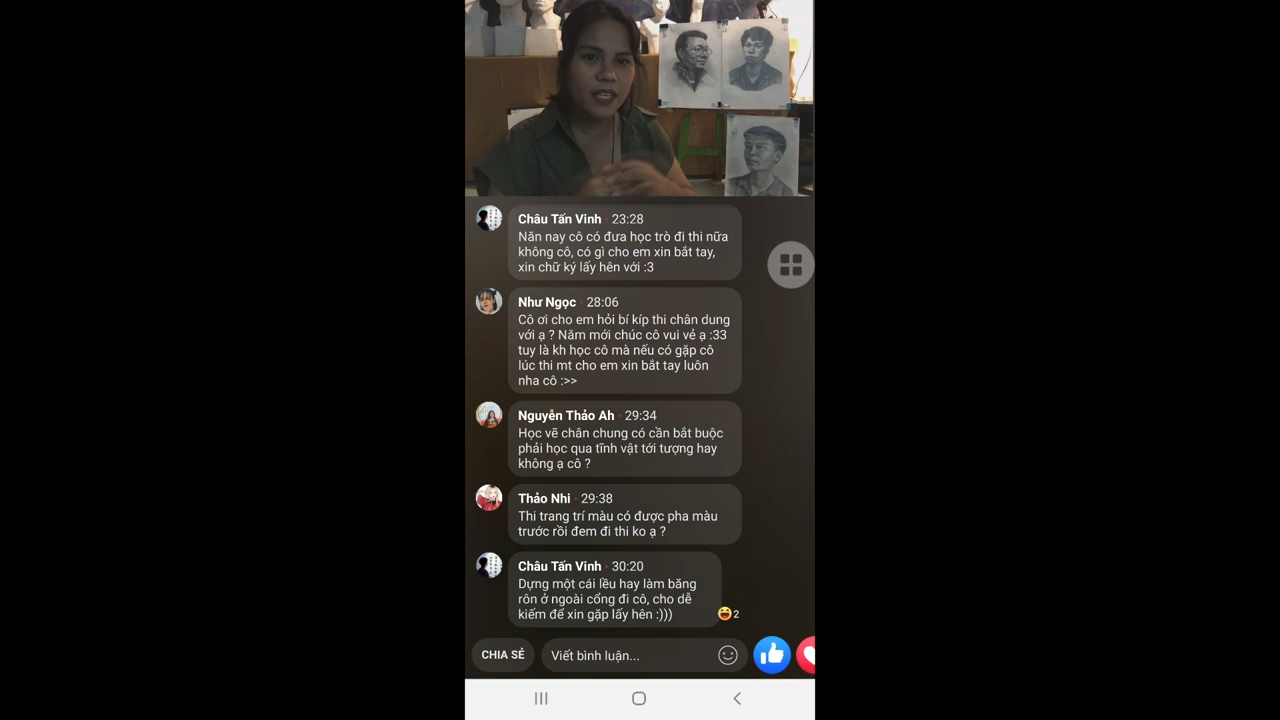 Châu Tấn Vinh · 23:28
Năn nay cô có đưa học trò đi thi nữa
không cô, có gì cho em xin bắt tay,
xin chữ ký lấy hên với :3
Như Ngọc · 28:06
Cô ơi cho em hỏi bí kíp thi chân dung
với ạ ? Năm mới chúc cô vui vẻ ạ :33
tuy là kh học cô mà nếu có gặp cô
lúc thi mt cho em xin bắt tay luôn
nha cô :>>
Nguyên Thảo Ah · 29:34
Học vẽ chân chung có cần bắt buộc
phải học qua tĩnh vật tới tượng hay
không ạ cô ?
Thảo Nhi · 29:38
Thi trang trí màu có được pha màu
trước rồi đem đi thi ko ạ ?
Châu Tấn Vinh · 30:20
Dựng một cái lều hay làm băng
rôn ở ngoài cổng đi cô, cho dễ
kiếm để xin gặp lấy hên :)))
2
CHIA SẺ
Viết bình luận...